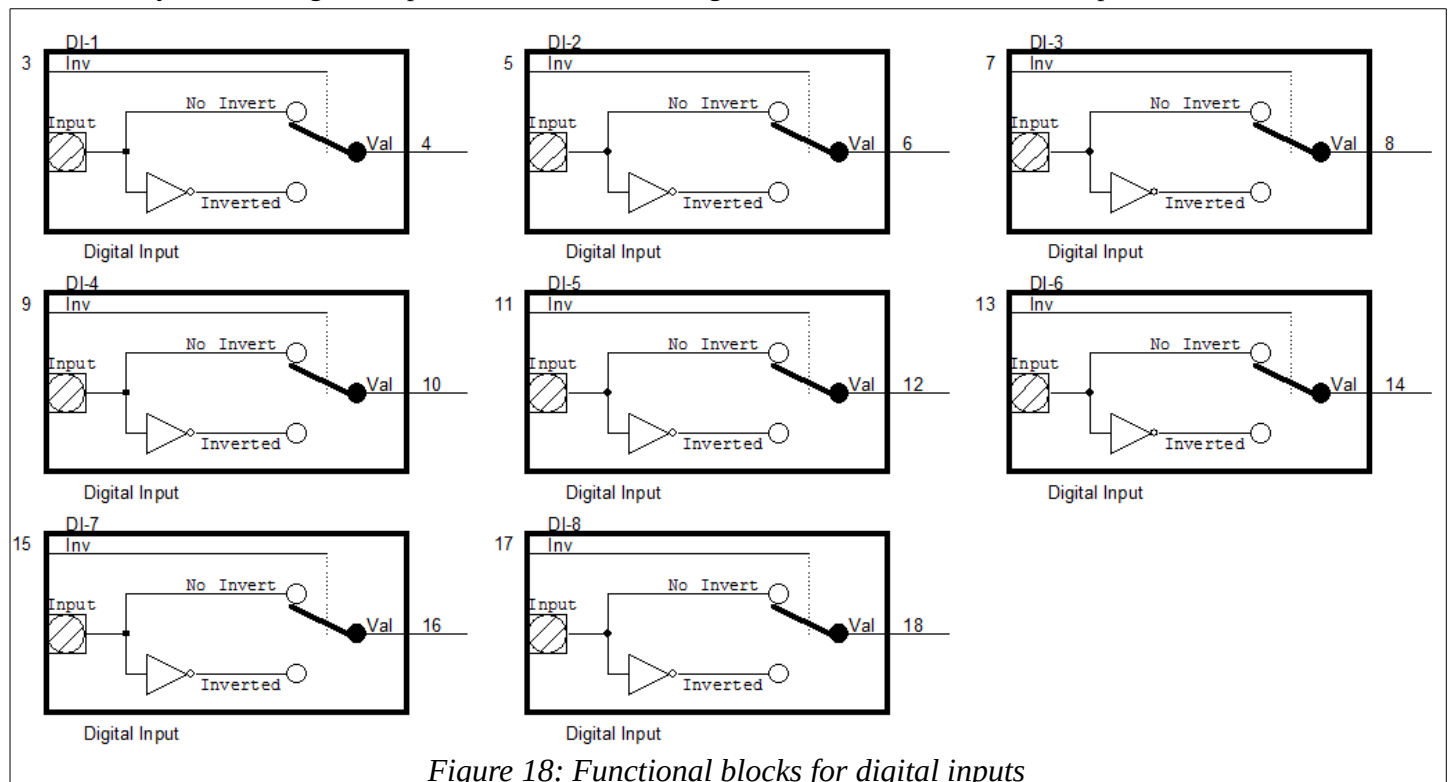 DI-1 DI-2 DI-3
3 Inv 5 Inv 7 Inv
No Invert No Invert No Invert
Input Val 4 Input Val 6 Input Val 8
Inverted Inverted Inverted
Digital Input Digital Input Digital Input
DI-4 DI-5 DI-6
9 Inv 11 Inv 13 Inv
No Invert No Invert No Invert
Input Val 10 Input Val 12 Input Val 14
Inverted Inverted Inverted
Digital Input Digital Input Digital Input
DI-7 DI-8
15 Inv 17 Inv
No Invert No Invert
Input Val 16 Input Val 18
Inverted Inverted
Digital Input Digital Input
Figure 18: Functional blocks for digital inputs